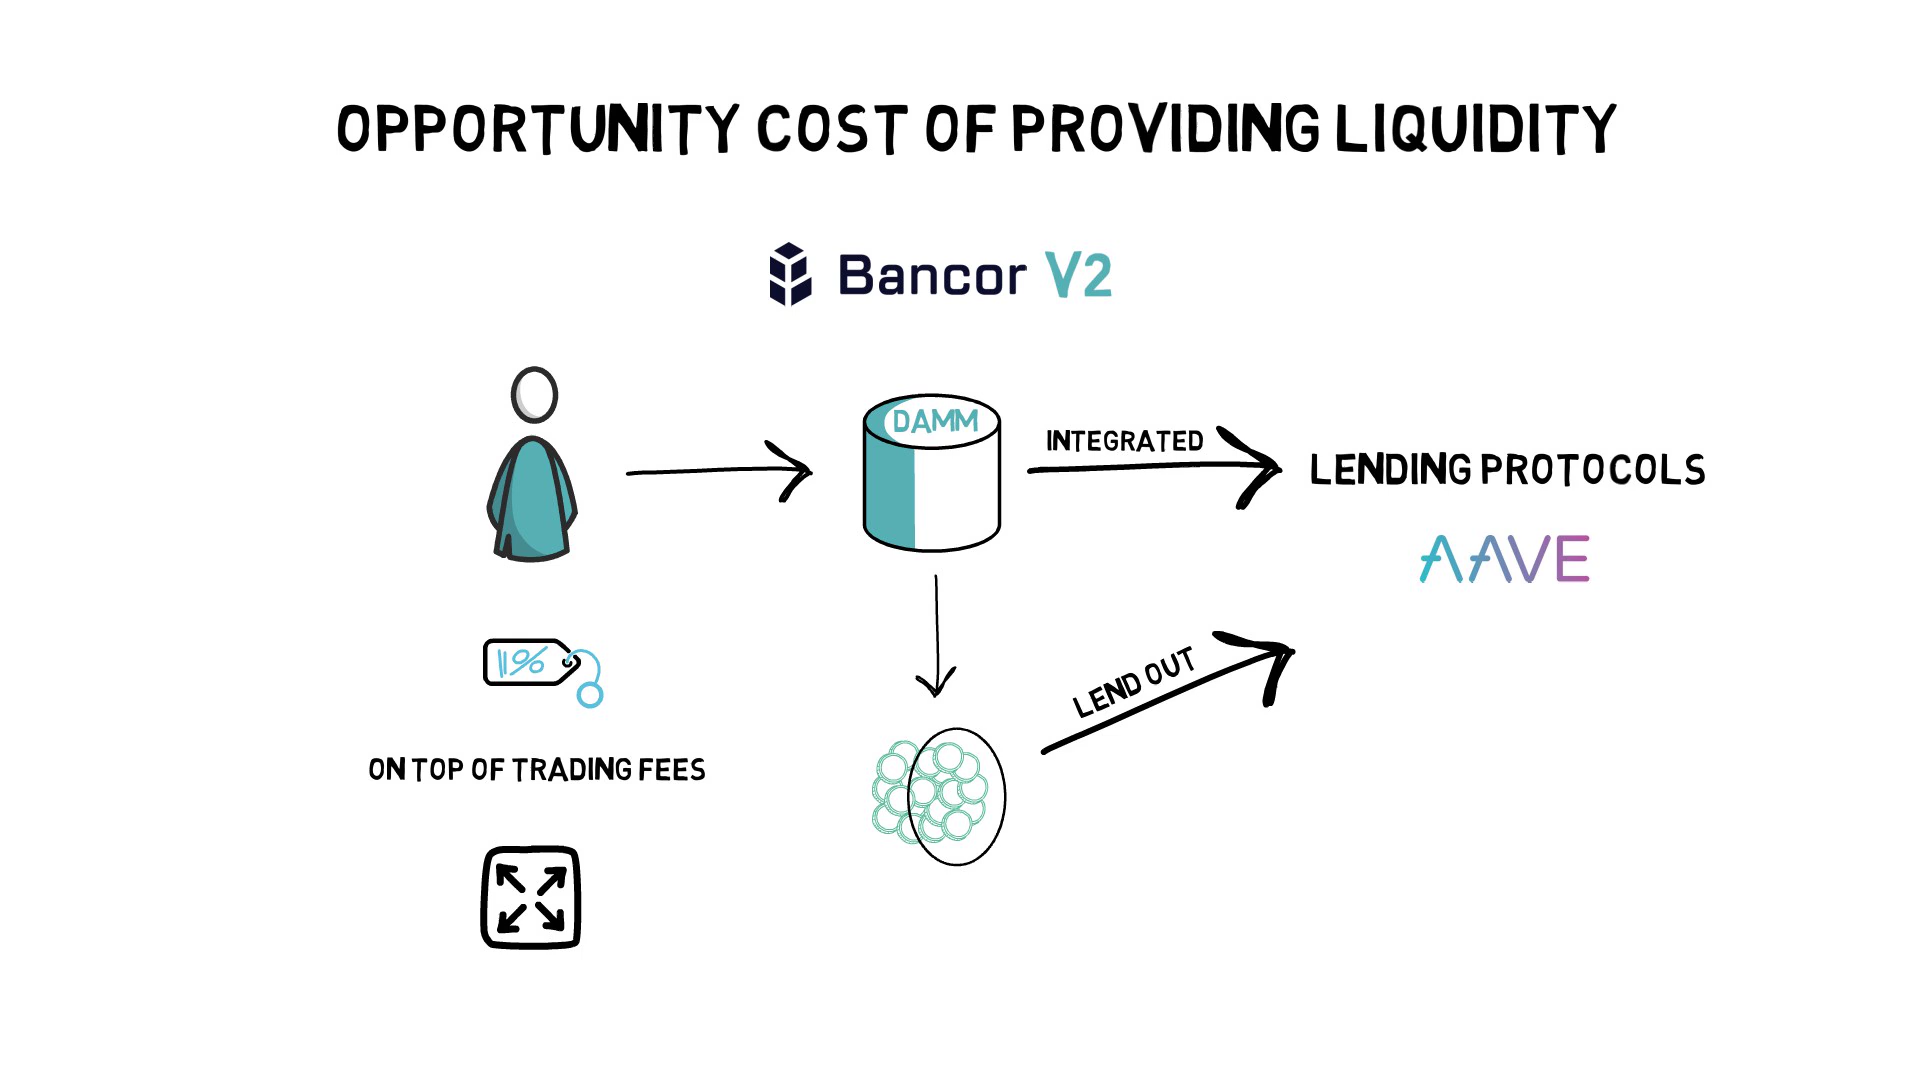 OPPORTUNITY COST OF PROVIDING LIQUIDITY
Bancor V2
DAMM
INTEGRATED
LENDING PROTOCOLS
AAVE
11%
LEND OUT
ON TOP OF TRADING FEES